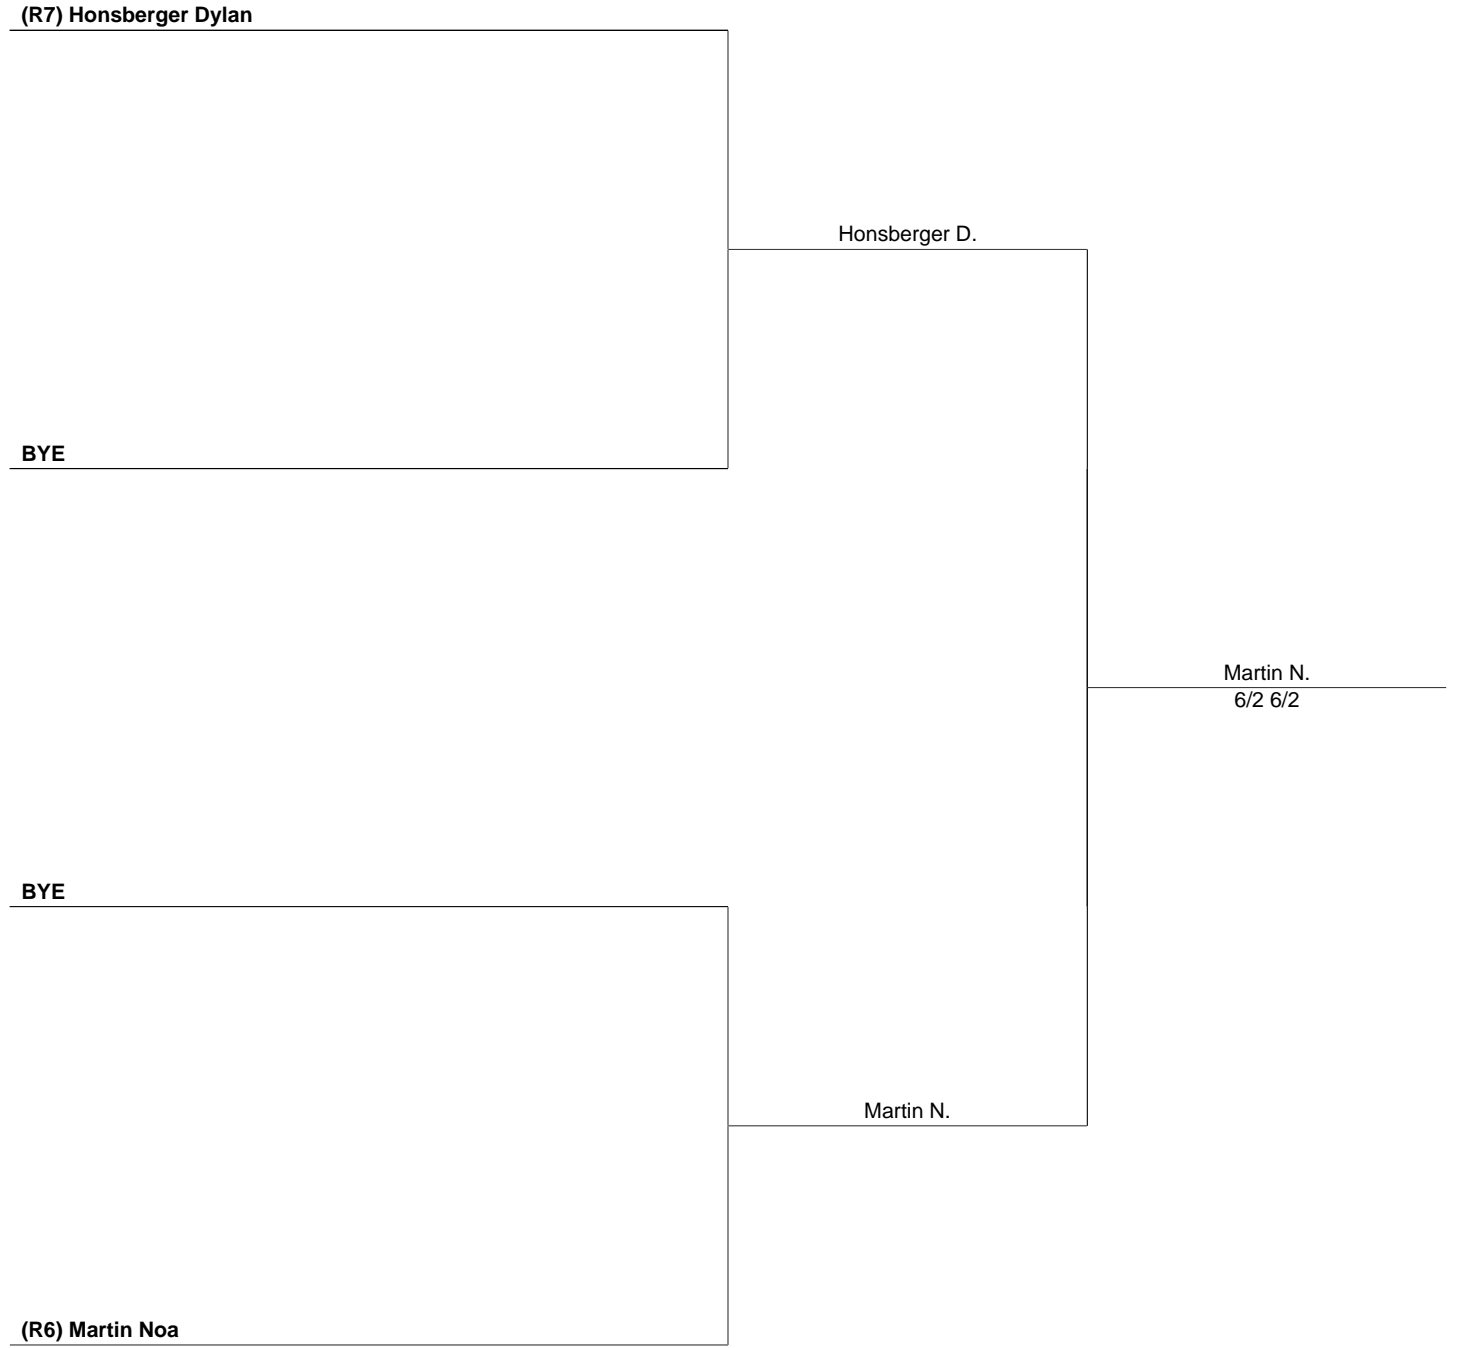 (R7) Honsberger Dylan
Honsberger D.
BYE
Martin N.
6/2 6/2
BYE
Martin N.
(R6) Martin Noa